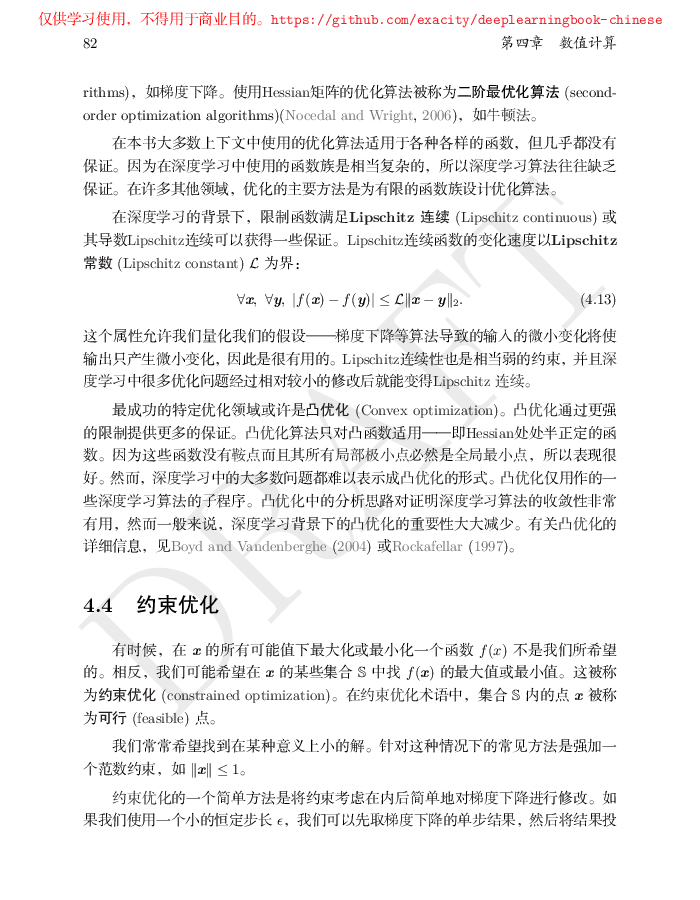 仅供学习使用，不得用于商业目的。https://github.com/exacity/deeplearningbook-chinese
82 第四章 数值计算
rithms)，如梯度下降。使用Hessian矩阵的优化算法被称为二阶最优化算法 (second-
order optimization algorithms)(Nocedal and Wright, 2006)，如牛顿法。
在本书大多数上下文中使用的优化算法适用于各种各样的函数，但几乎都没有
保证。因为在深度学习中使用的函数族是相当复杂的，所以深度学习算法往往缺乏
保证。在许多其他领域，优化的主要方法是为有限的函数族设计优化算法。
在深度学习的背景下，限制函数满足Lipschitz 连续 (Lipschitz continuous) 或
其导数Lipschitz连续可以获得一些保证。Lipschitz连续函数的变化速度以Lipschitz
常数 (Lipschitz constant) ℒ 为界：
∀x, ∀y, |f(x) − f(y)| ≤ ℒ‖x − y‖₂. (4.13)
这个属性允许我们量化我们的假设——梯度下降等算法导致的输入的微小变化将使
输出只产生微小变化，因此是很有用的。Lipschitz连续性也是相当弱的约束，并且深
度学习中很多优化问题经过相对较小的修改后就能变得Lipschitz 连续。
最成功的特定优化领域或许是凸优化 (Convex optimization)。凸优化通过更强
的限制提供更多的保证。凸优化算法只对凸函数适用——即Hessian处处半正定的函
数。因为这些函数没有鞍点而且其所有局部极小点必然是全局最小点，所以表现很
好。然而，深度学习中的大多数问题都难以表示成凸优化的形式。凸优化仅用作的一
些深度学习算法的子程序。凸优化中的分析思路对证明深度学习算法的收敛性非常
有用，然而一般来说，深度学习背景下的凸优化的重要性大大减少。有关凸优化的
详细信息，见Boyd and Vandenberghe (2004) 或Rockafellar (1997)。
4.4 约束优化
有时候，在 x 的所有可能值下最大化或最小化一个函数 f(x) 不是我们所希望
的。相反，我们可能希望在 x 的某些集合 𝕊 中找 f(x) 的最大值或最小值。这被称
为约束优化 (constrained optimization)。在约束优化术语中，集合 𝕊 内的点 x 被称
为可行 (feasible) 点。
我们常常希望找到在某种意义上小的解。针对这种情况下的常见方法是强加一
个范数约束，如 ‖x‖ ≤ 1。
约束优化的一个简单方法是将约束考虑在内后简单地对梯度下降进行修改。如
果我们使用一个小的恒定步长 ϵ，我们可以先取梯度下降的单步结果，然后将结果投
DRAFT